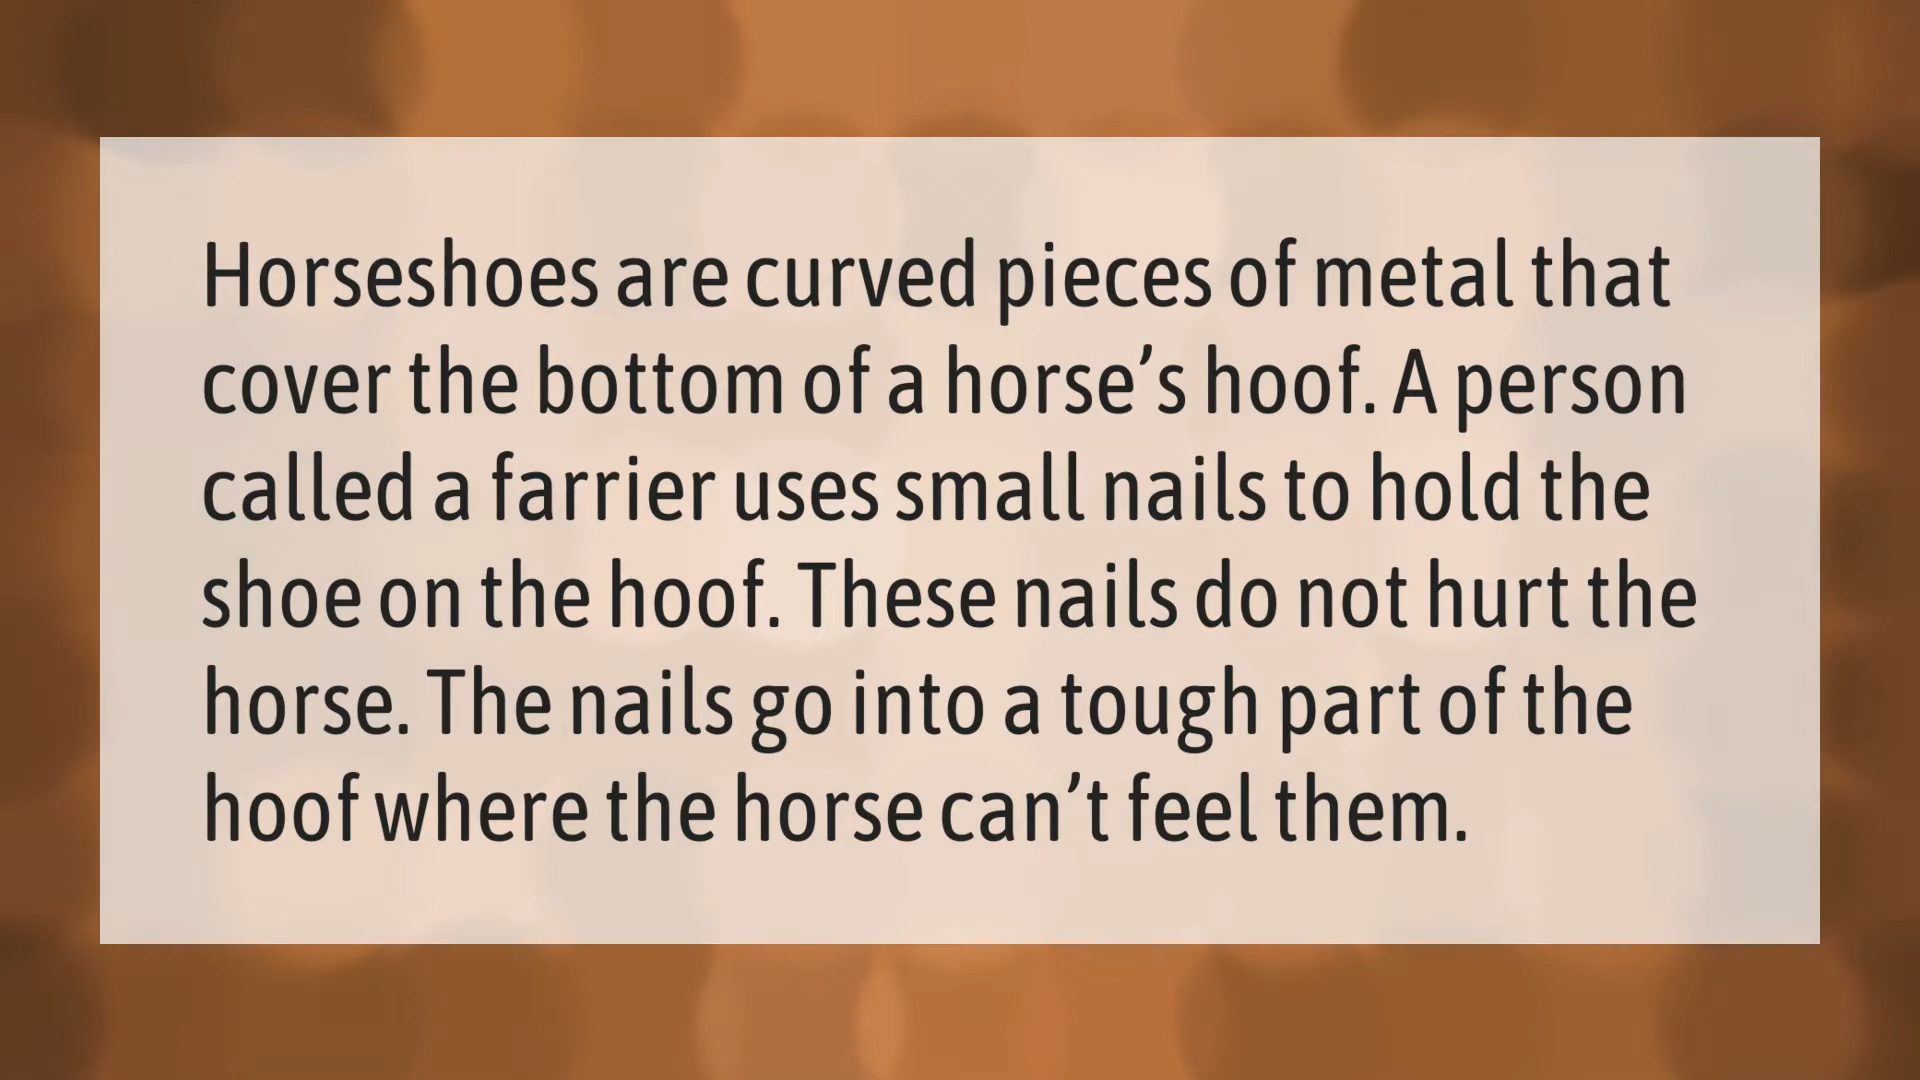 Horseshoes are curved pieces of metal that
cover the bottom of a horse’s hoof. A person
called a farrier uses small nails to hold the
shoe on the hoof. These nails do not hurt the
horse. The nails go into a tough part of the
hoof where the horse can’t feel them.